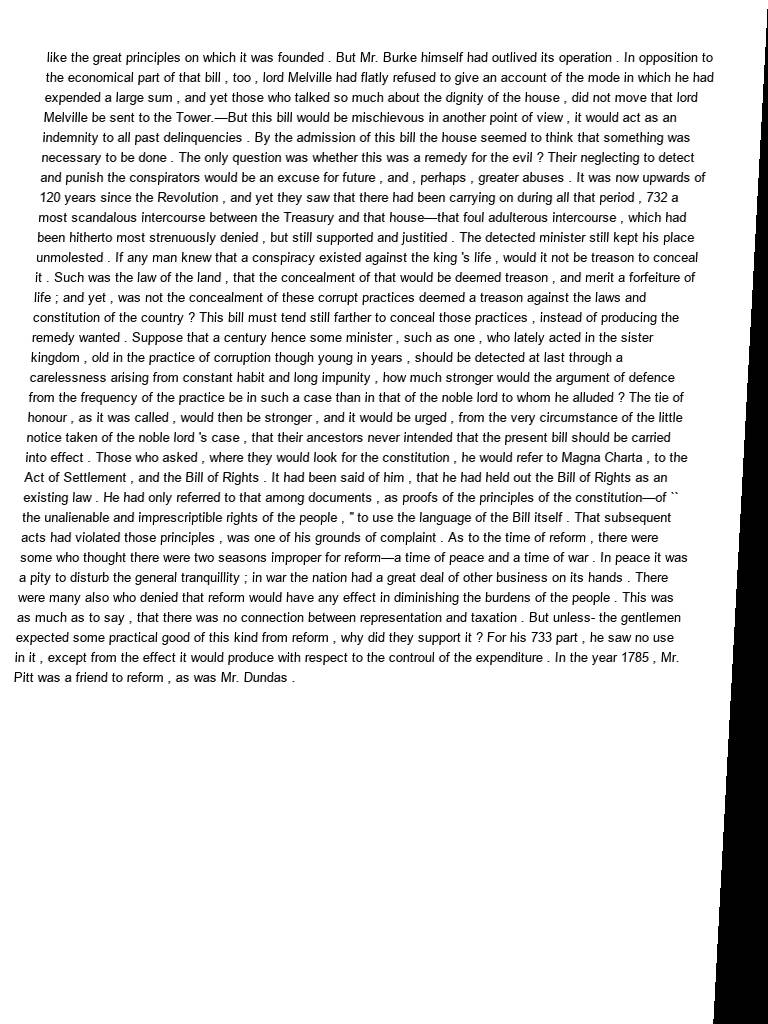 like the great principles on which it was founded . But Mr. Burke himself had outlived its operation . In opposition to
the economical part of that bill , too , lord Melville had flatly refused to give an account of the mode in which he had
expended a large sum , and yet those who talked so much about the dignity of the house , did not move that lord
Melville be sent to the Tower.—But this bill would be mischievous in another point of view , it would act as an
indemnity to all past delinquencies . By the admission of this bill the house seemed to think that something was
necessary to be done . The only question was whether this was a remedy for the evil ? Their neglecting to detect
and punish the conspirators would be an excuse for future , and , perhaps , greater abuses . It was now upwards of
120 years since the Revolution , and yet they saw that there had been carrying on during all that period , 732 a
most scandalous intercourse between the Treasury and that house—that foul adulterous intercourse , which had
been hitherto most strenuously denied , but still supported and justitied . The detected minister still kept his place
unmolested . If any man knew that a conspiracy existed against the king 's life , would it not be treason to conceal
it . Such was the law of the land , that the concealment of that would be deemed treason , and merit a forfeiture of
life ; and yet , was not the concealment of these corrupt practices deemed a treason against the laws and
constitution of the country ? This bill must tend still farther to conceal those practices , instead of producing the
remedy wanted . Suppose that a century hence some minister , such as one , who lately acted in the sister
kingdom , old in the practice of corruption though young in years , should be detected at last through a
carelessness arising from constant habit and long impunity , how much stronger would the argument of defence
from the frequency of the practice be in such a case than in that of the noble lord to whom he alluded ? The tie of
honour , as it was called , would then be stronger , and it would be urged , from the very circumstance of the little
notice taken of the noble lord 's case , that their ancestors never intended that the present bill should be carried
into effect . Those who asked , where they would look for the constitution , he would refer to Magna Charta , to the
Act of Settlement , and the Bill of Rights . It had been said of him , that he had held out the Bill of Rights as an
existing law . He had only referred to that among documents , as proofs of the principles of the constitution—of ``
the unalienable and imprescriptible rights of the people , " to use the language of the Bill itself . That subsequent
acts had violated those principles , was one of his grounds of complaint . As to the time of reform , there were
some who thought there were two seasons improper for reform—a time of peace and a time of war . In peace it was
a pity to disturb the general tranquillity ; in war the nation had a great deal of other business on its hands . There
were many also who denied that reform would have any effect in diminishing the burdens of the people . This was
as much as to say , that there was no connection between representation and taxation . But unless- the gentlemen
expected some practical good of this kind from reform , why did they support it ? For his 733 part , he saw no use
in it , except from the effect it would produce with respect to the controul of the expenditure . In the year 1785 , Mr.
Pitt was a friend to reform , as was Mr. Dundas .